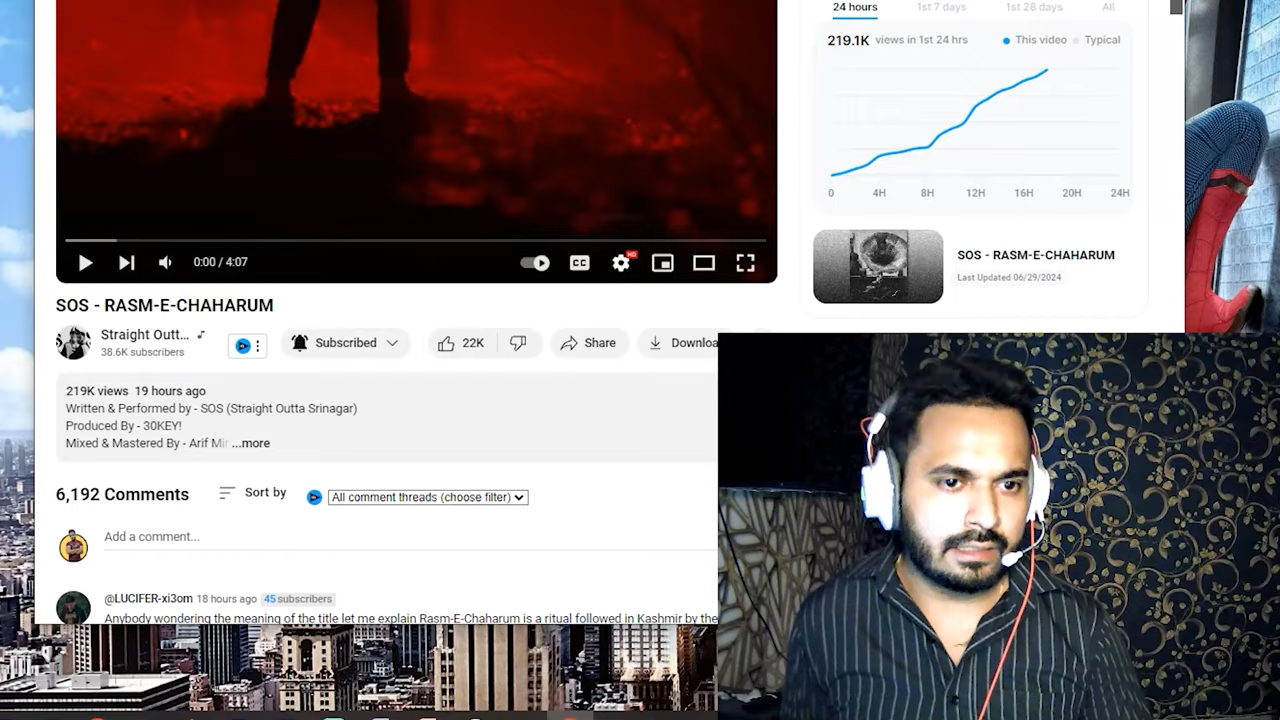 24 hours
1st 7 days
1st 28 days
All
219.1K views in 1st 24 hrs
This video
Typical
0 4H 8H 12H 16H 20H 24H
SOS - RASM-E-CHAHARUM
Last Updated 06/29/2024
CC
HD
0:00 / 4:07
SOS - RASM-E-CHAHARUM
Straight Outt...
38.6K subscribers
Subscribed
22K
Share
Downloa
219K views 19 hours ago
Written & Performed by - SOS (Straight Outta Srinagar)
Produced By - 30KEY!
Mixed & Mastered By - Arif Mir ...more
6,192 Comments
Sort by
All comment threads (choose filter)
Add a comment...
@LUCIFER-xi3om 18 hours ago 45 subscribers
Anybody wondering the meaning of the title let me explain Rasm-E-Chaharum is a ritual followed in Kashmir by the